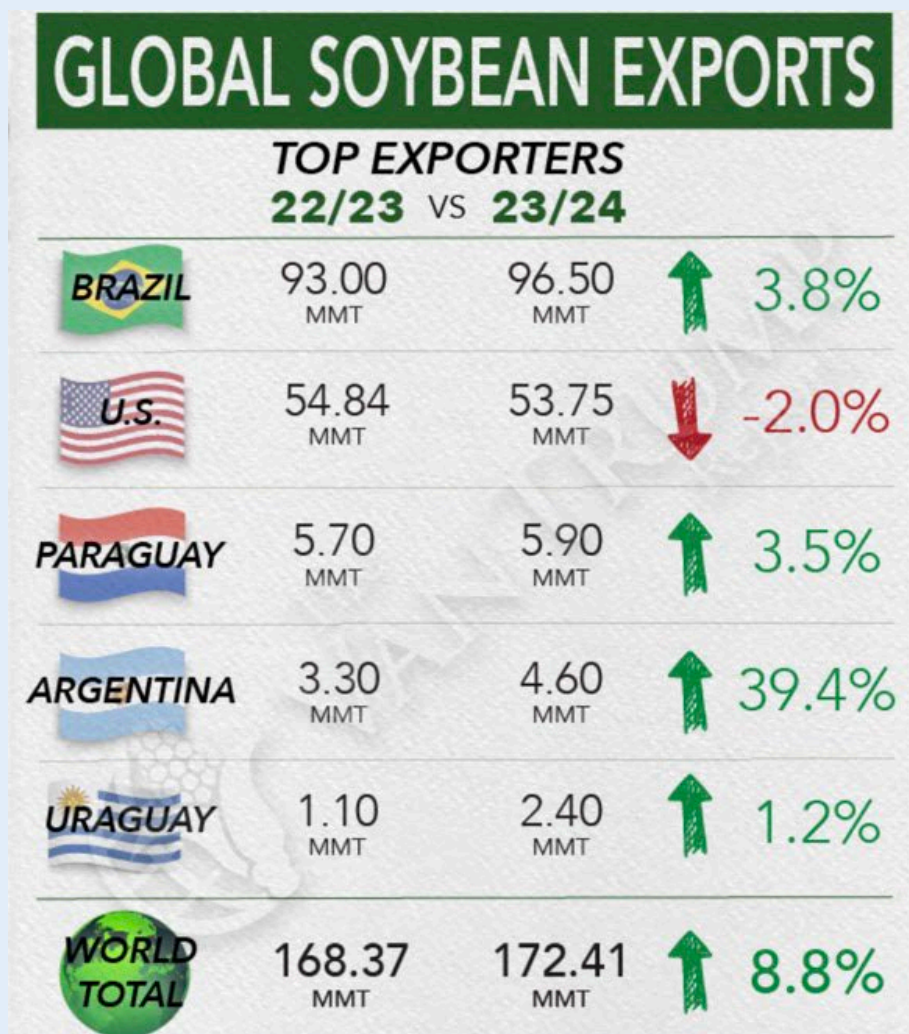 GLOBAL SOYBEAN EXPORTS
TOP EXPORTERS
22/23 VS 23/24
BRAZIL 93.00 MMT 96.50 MMT 3.8%
U.S. 54.84 MMT 53.75 MMT -2.0%
PARAGUAY 5.70 MMT 5.90 MMT 3.5%
ARGENTINA 3.30 MMT 4.60 MMT 39.4%
URAGUAY 1.10 MMT 2.40 MMT 1.2%
WORLD TOTAL 168.37 MMT 172.41 MMT 8.8%
VAN TRUMP